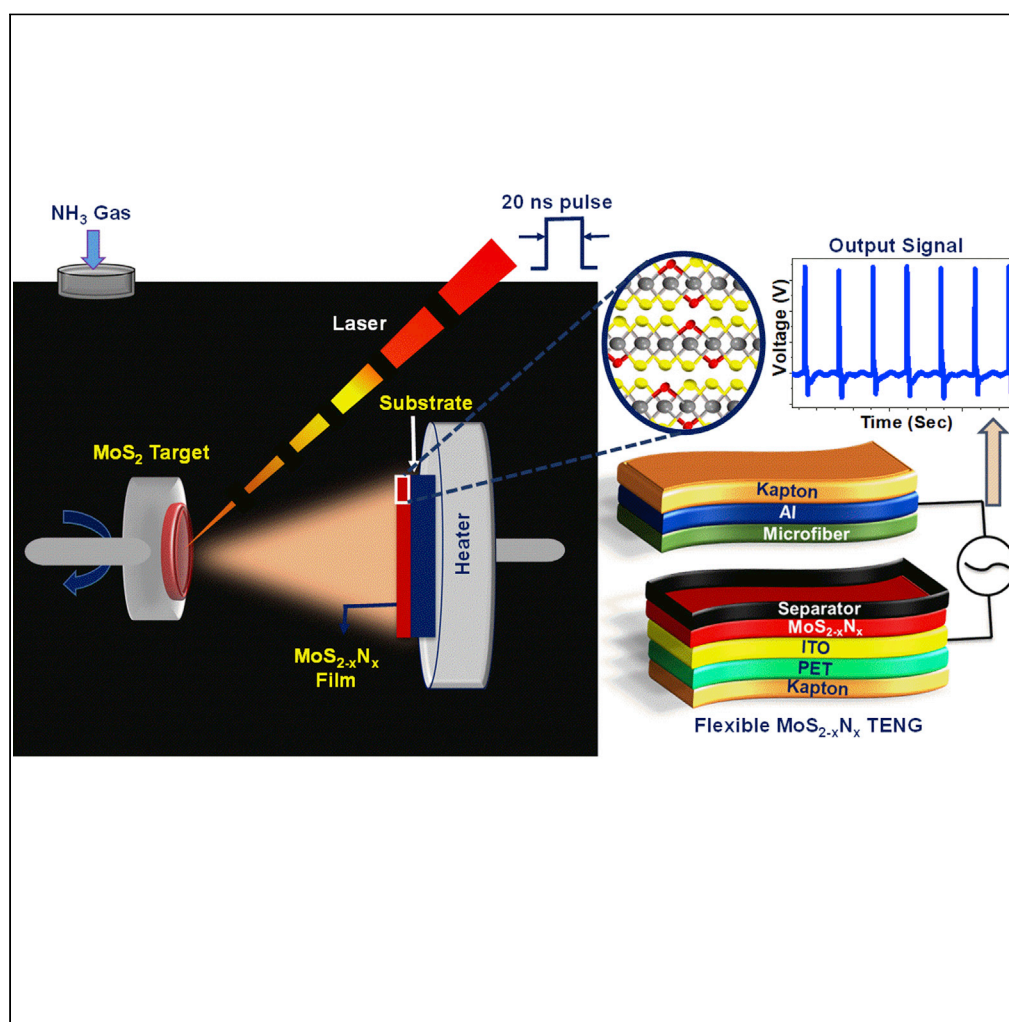 NH₃ Gas
20 ns pulse
Laser
Substrate
MoS₂ Target
Heater
MoS₂₋ₓNₓ
Film
Output Signal
Voltage (V)
Time (Sec)
Kapton
Al
Microfiber
Separator
MoS₂₋ₓNₓ
ITO
PET
Kapton
Flexible MoS₂₋ₓNₓ TENG